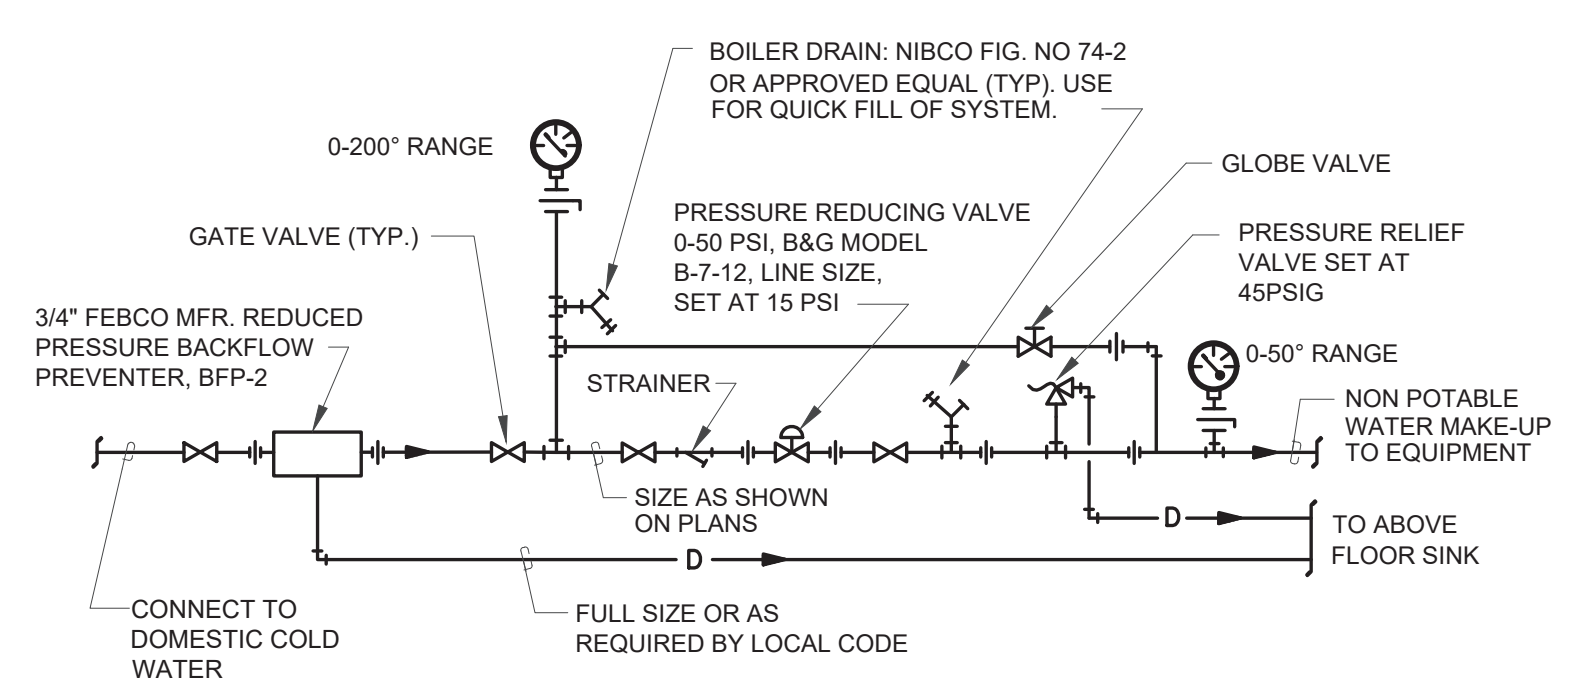 BOILER DRAIN: NIBCO FIG. NO 74-2
OR APPROVED EQUAL (TYP). USE
FOR QUICK FILL OF SYSTEM.
0-200° RANGE
GLOBE VALVE
PRESSURE REDUCING VALVE
0-50 PSI, B&G MODEL
B-7-12, LINE SIZE,
SET AT 15 PSI
GATE VALVE (TYP.)
PRESSURE RELIEF
VALVE SET AT
45PSIG
3/4" FEBCO MFR. REDUCED
PRESSURE BACKFLOW
PREVENTER, BFP-2
STRAINER
0-50° RANGE
NON POTABLE
WATER MAKE-UP
TO EQUIPMENT
SIZE AS SHOWN
ON PLANS
D
TO ABOVE
FLOOR SINK
D
CONNECT TO
DOMESTIC COLD
WATER
FULL SIZE OR AS
REQUIRED BY LOCAL CODE